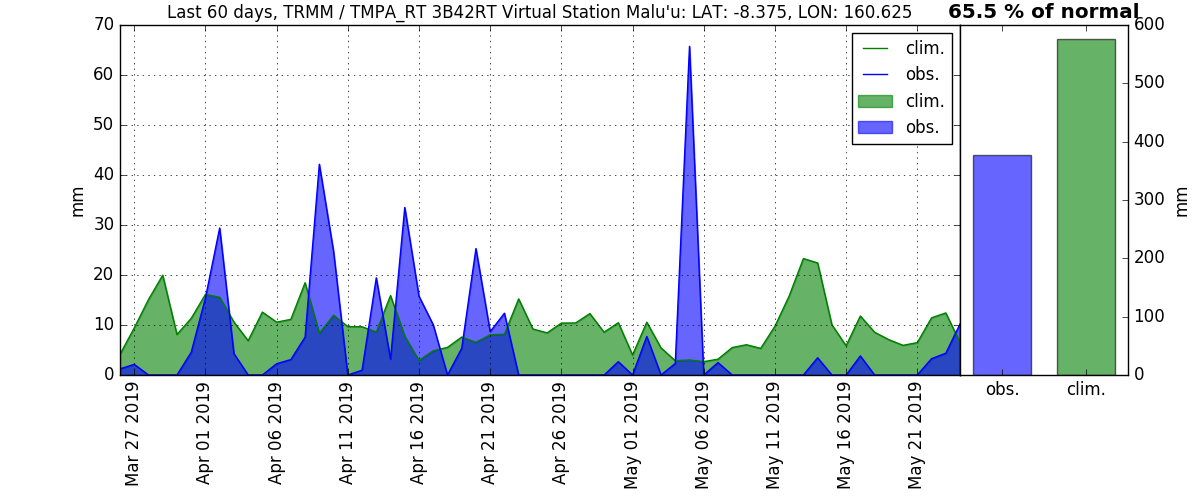 Last 60 days, TRMM / TMPA_RT 3B42RT Virtual Station Malu'u: LAT: -8.375, LON: 160.625
65.5 % of normal
70
60
50
40
30
20
10
0
mm
clim.
obs.
clim.
obs.
Mar 27 2019
Apr 01 2019
Apr 06 2019
Apr 11 2019
Apr 16 2019
Apr 21 2019
Apr 26 2019
May 01 2019
May 06 2019
May 11 2019
May 16 2019
May 21 2019
600
500
400
300
200
100
0
mm
obs.
clim.